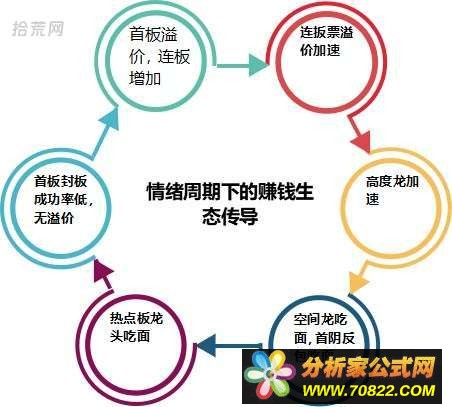 拾荒网
首板溢
价，连板
增加
连扳票溢
价加速
首板封板
成功率低，
无溢价
情绪周期下的赚钱生
态传导
高度龙加
速
热点板龙
头吃面
空间龙吃
面，首阴反
分析家公式网
www.70822.com